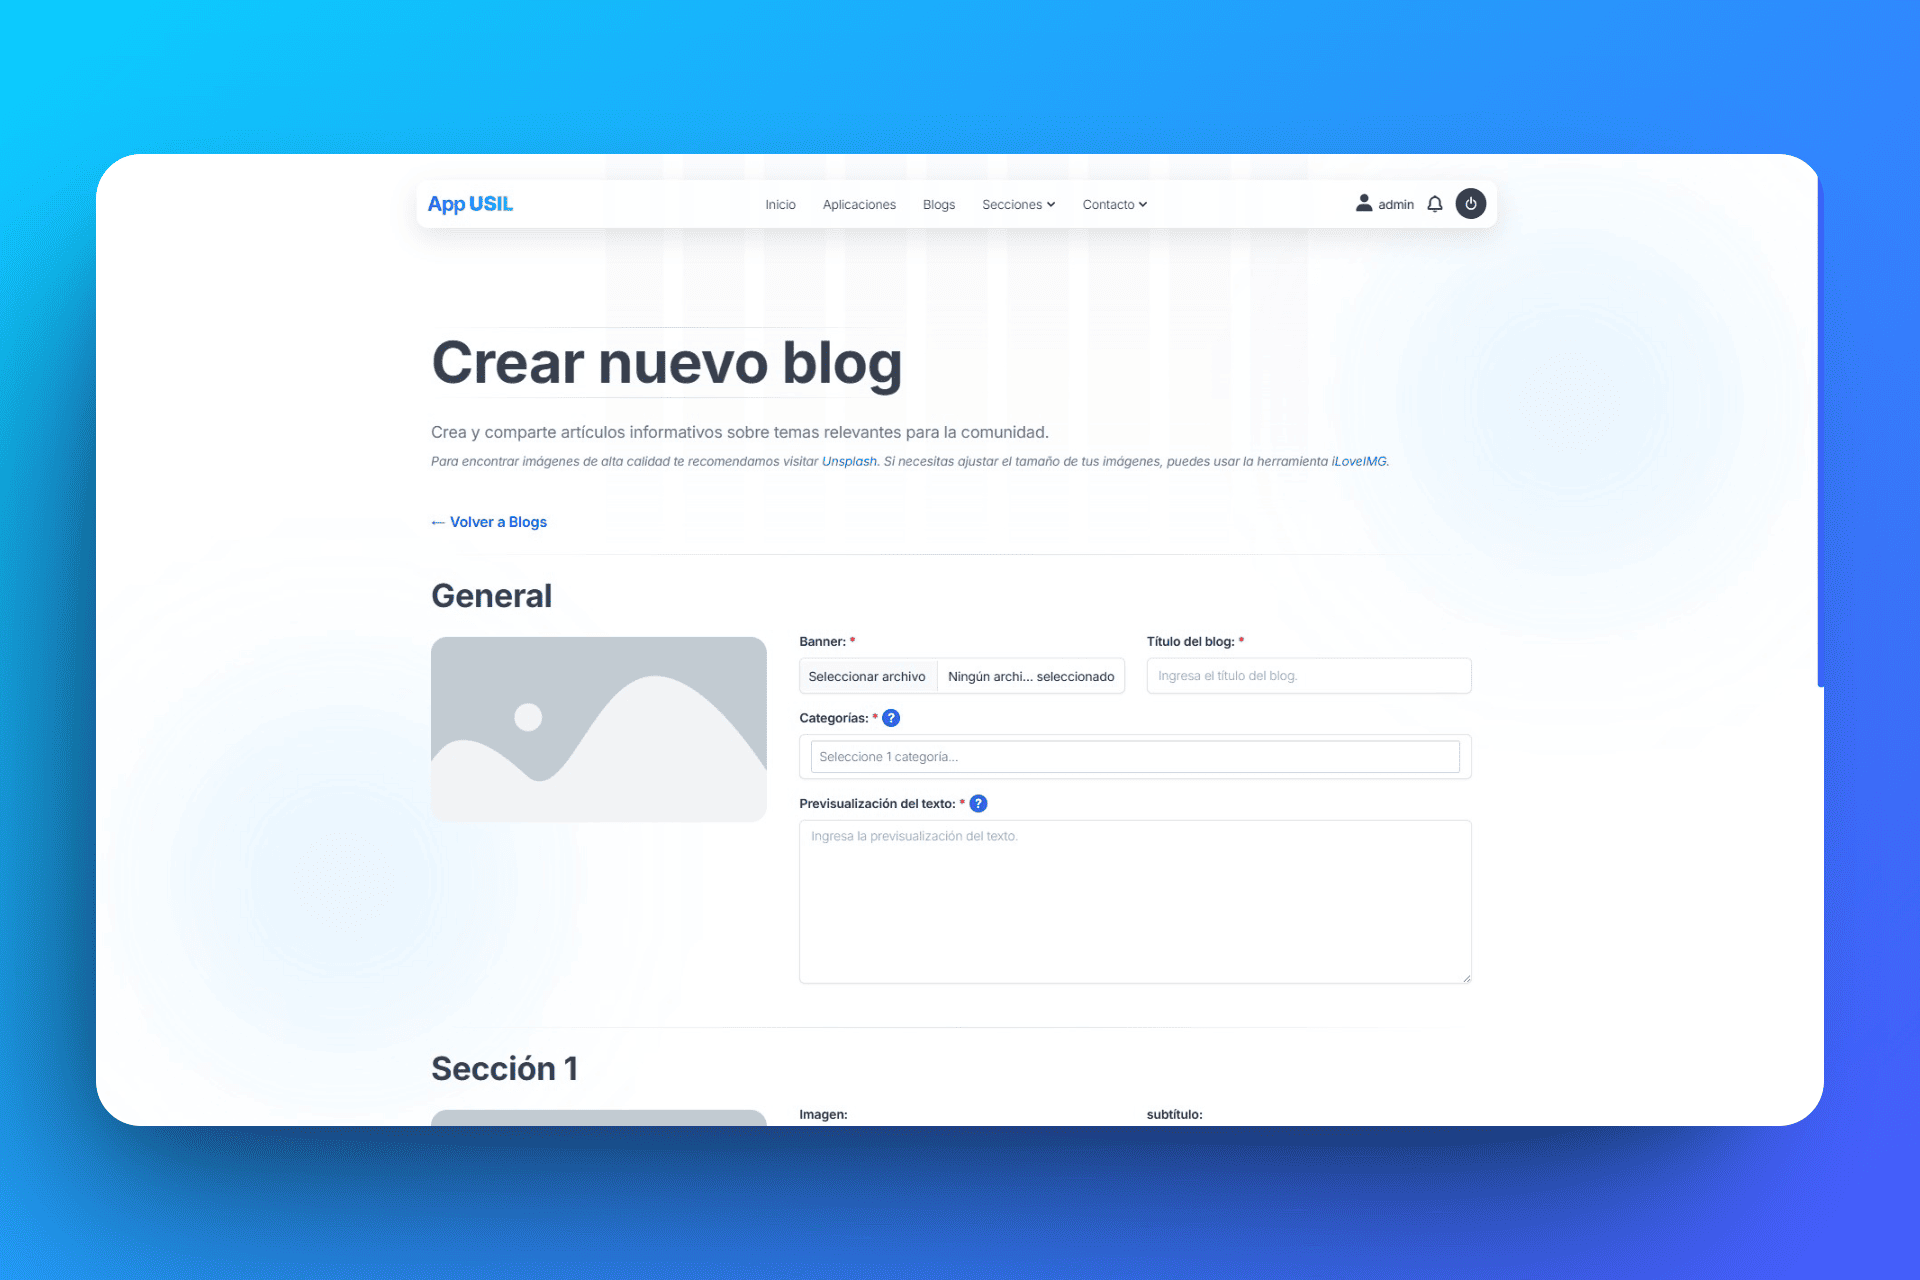 App USIL Inicio Aplicaciones Blogs Secciones Contacto admin
Crear nuevo blog
Crea y comparte artículos informativos sobre temas relevantes para la comunidad.
Para encontrar imágenes de alta calidad te recomendamos visitar Unsplash. Si necesitas ajustar el tamaño de tus imágenes, puedes usar la herramienta iLoveIMG.
← Volver a Blogs
General
Banner: * Título del blog: *
Seleccionar archivo Ningún archi... seleccionado Ingresa el título del blog.
Categorías: * ?
Seleccione 1 categoría...
Previsualización del texto: * ?
Ingresa la previsualización del texto.
Sección 1
Imagen: subtítulo: